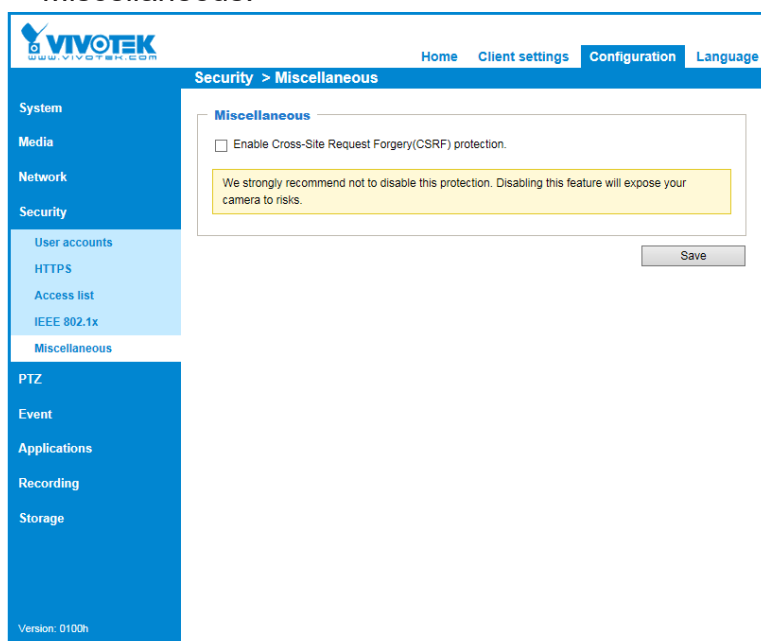 Miscellaneous.
VIVOTEK
www.vivotek.com
Home Client settings Configuration Language
Security > Miscellaneous
System
Media
Network
Security
User accounts
HTTPS
Access list
IEEE 802.1x
Miscellaneous
PTZ
Event
Applications
Recording
Storage
Version: 0100h
Miscellaneous
Enable Cross-Site Request Forgery(CSRF) protection.
We strongly recommend not to disable this protection. Disabling this feature will expose your
camera to risks.
Save